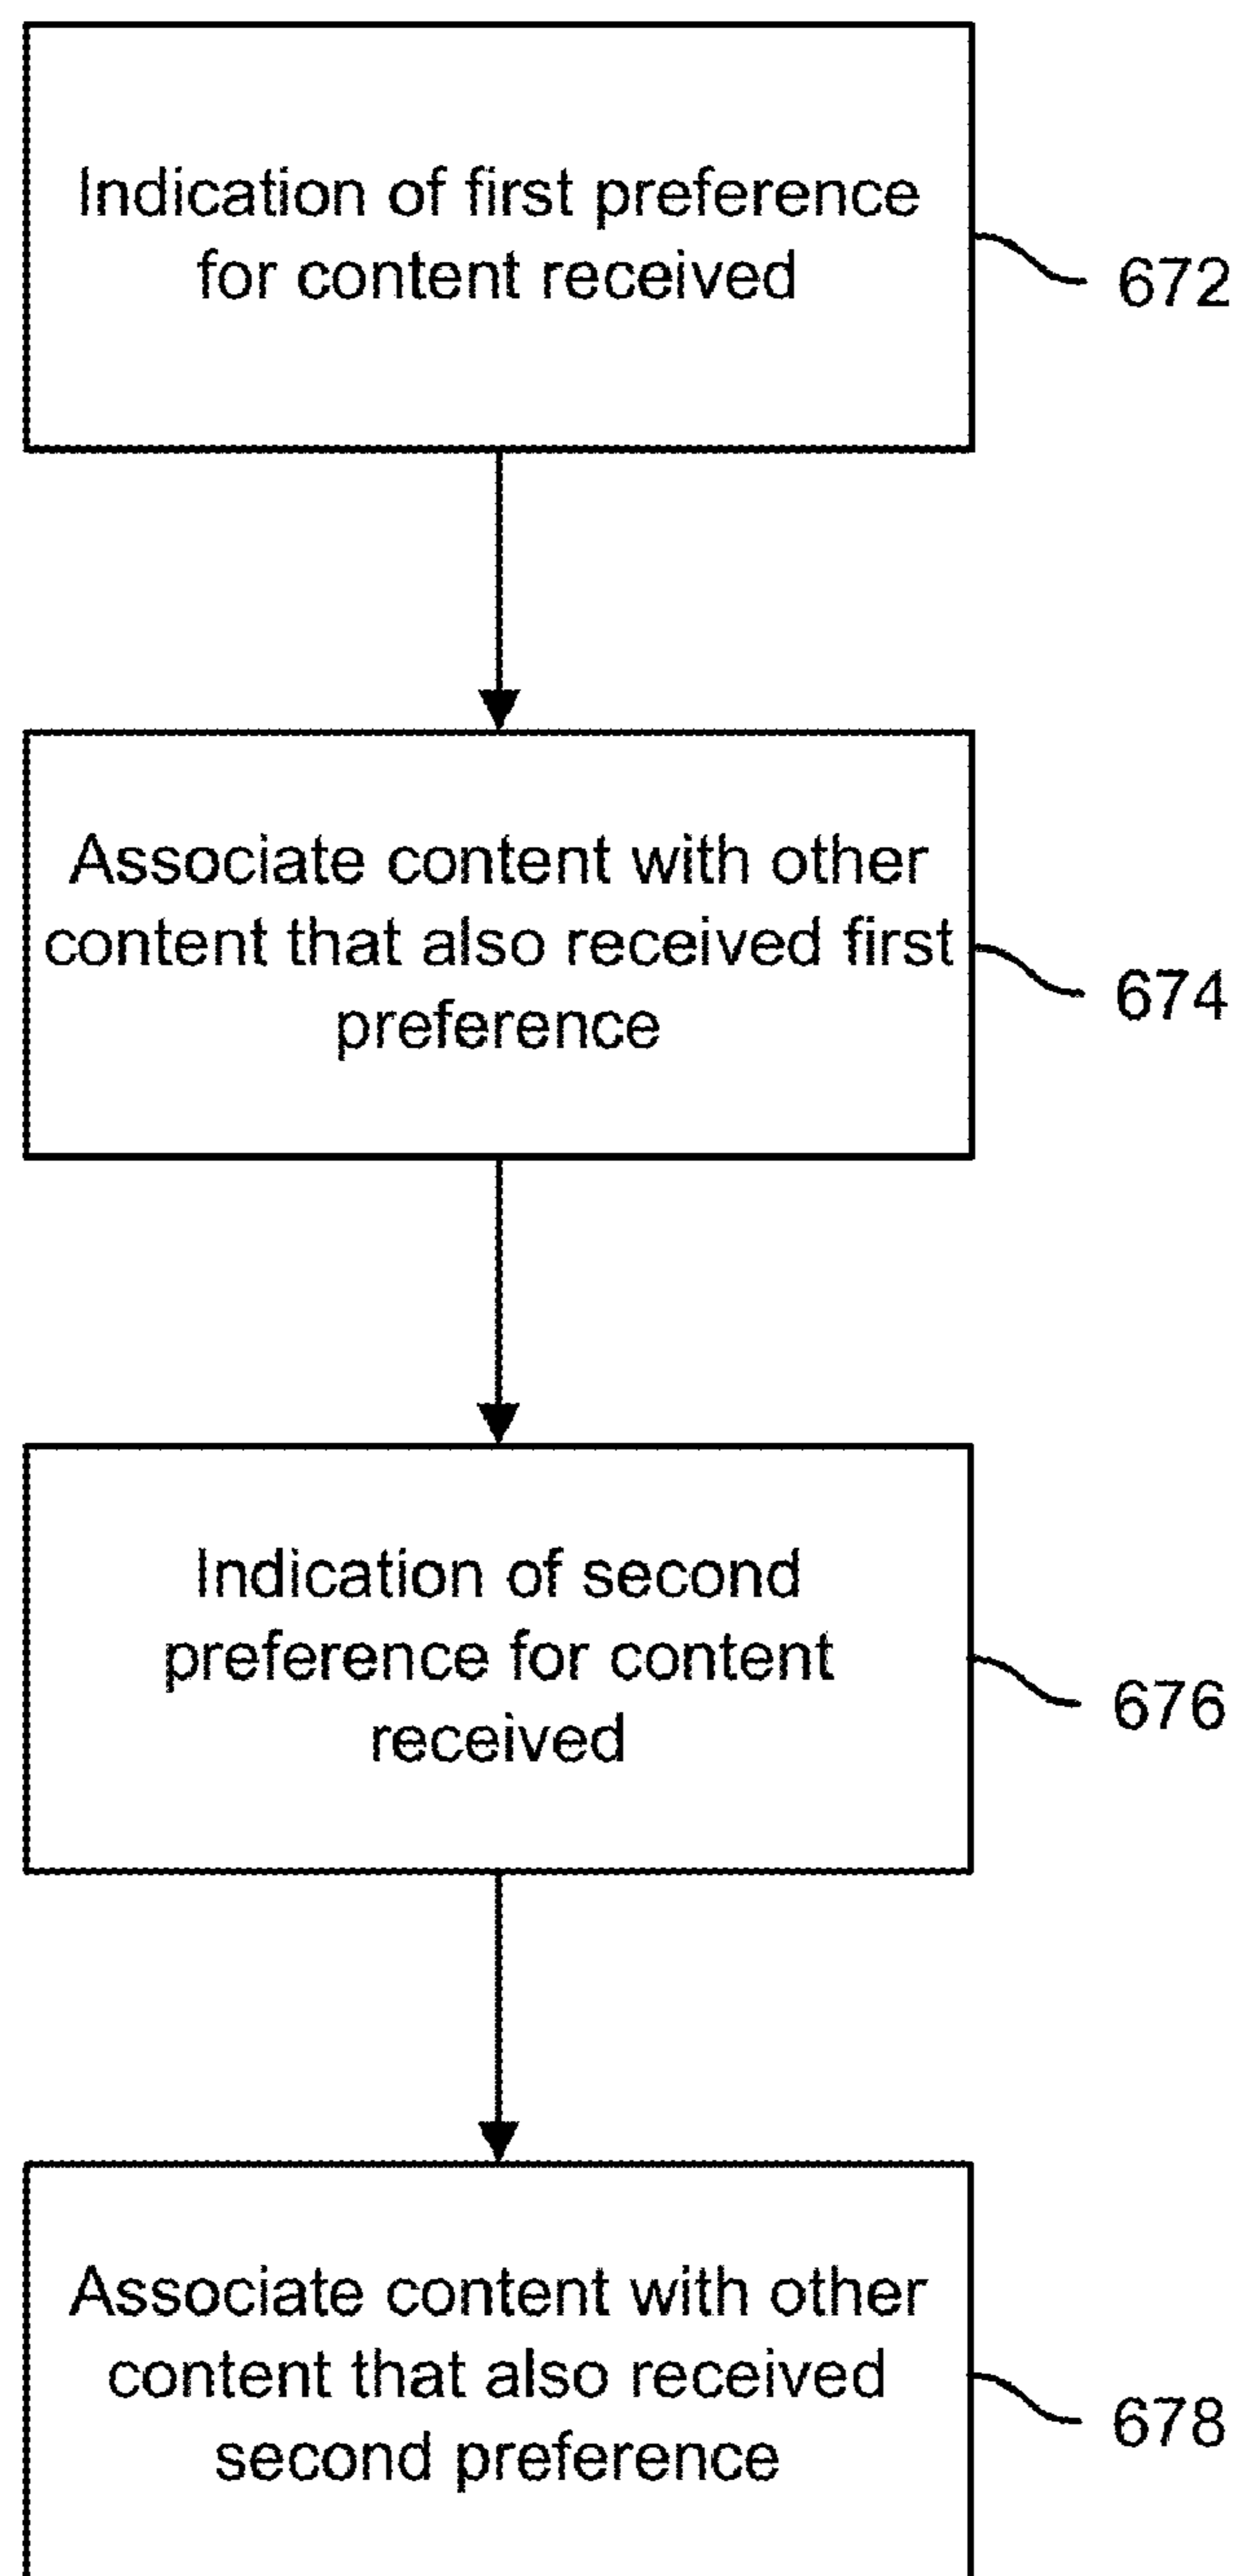 Indication of first preference
for content received
672
Associate content with other
content that also received first
preference
674
Indication of second
preference for content
received
676
Associate content with other
content that also received
second preference
678